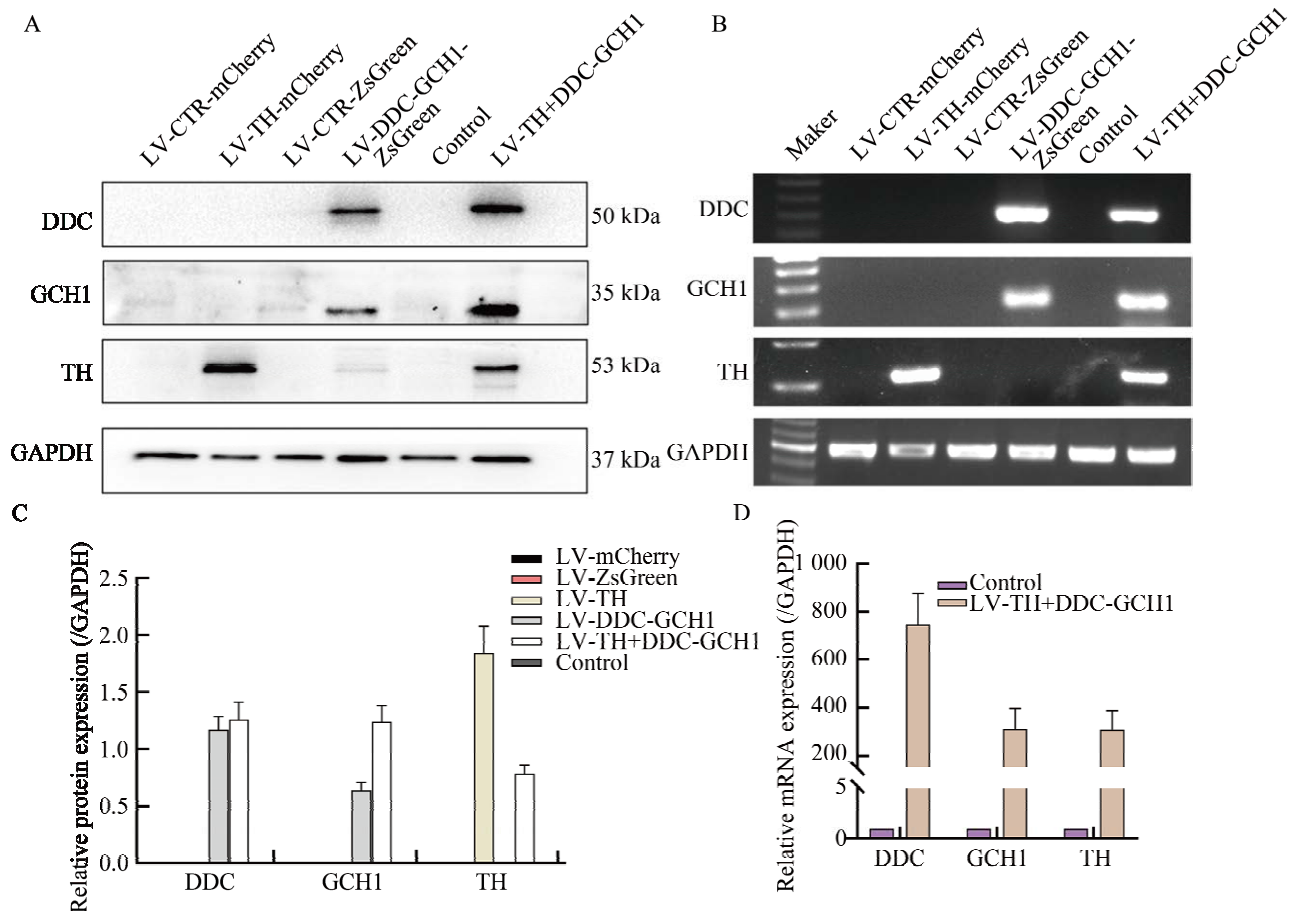 A
LV-CTR-mCherry
LV-TH-mCherry
LV-CTR-ZsGreen
LV-DDC-GCH1-
ZsGreen
Control
LV-TH+DDC-GCH1
DDC
50 kDa
GCH1
35 kDa
TH
53 kDa
GAPDH
37 kDa
B
Maker
LV-CTR-mCherry
LV-TH-mCherry
LV-CTR-ZsGreen
LV-DDC-GCH1-
ZsGreen
Control
LV-TH+DDC-GCH1
DDC
GCH1
TH
GAPDH
C
Relative protein expression (/GAPDH)
2.5
2.0
1.5
1.0
0.5
0.0
LV-mCherry
LV-ZsGreen
LV-TH
LV-DDC-GCH1
LV-TH+DDC-GCH1
Control
DDC
GCH1
TH
D
Relative mRNA expression (/GAPDH)
1 000
800
600
400
200
5
0
Control
LV-TH+DDC-GCH1
DDC
GCH1
TH